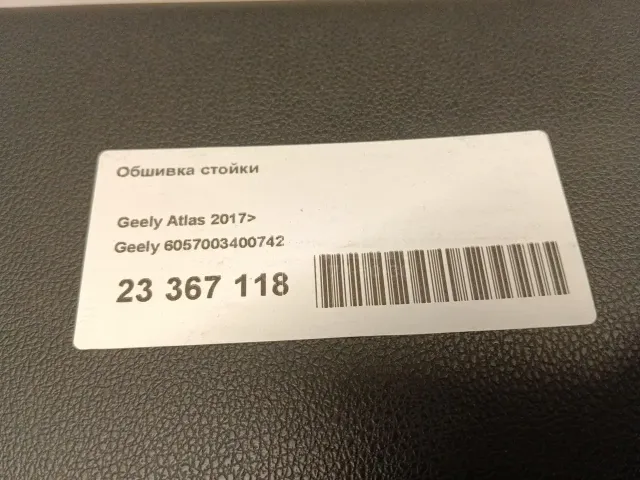 Обшивка стойки
Geely Atlas 2017>
Geely 6057003400742
23 367 118